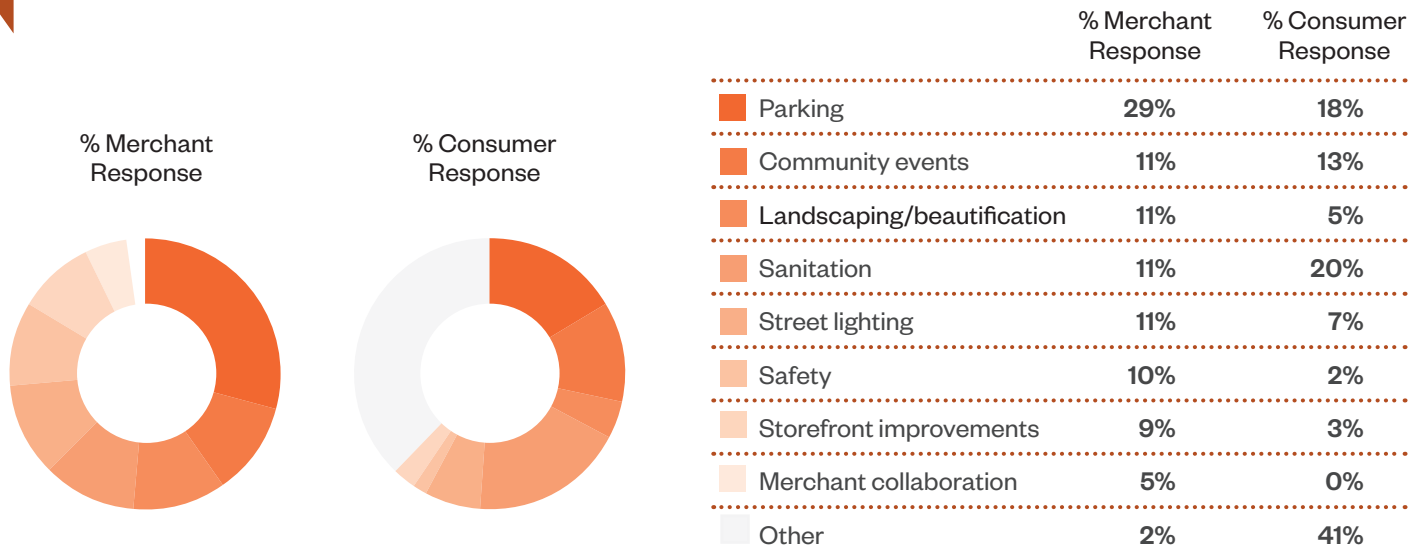 % Merchant
Response
% Consumer
Response
% Merchant
Response
% Consumer
Response
Parking 29% 18%
Community events 11% 13%
Landscaping/beautification 11% 5%
Sanitation 11% 20%
Street lighting 11% 7%
Safety 10% 2%
Storefront improvements 9% 3%
Merchant collaboration 5% 0%
Other 2% 41%